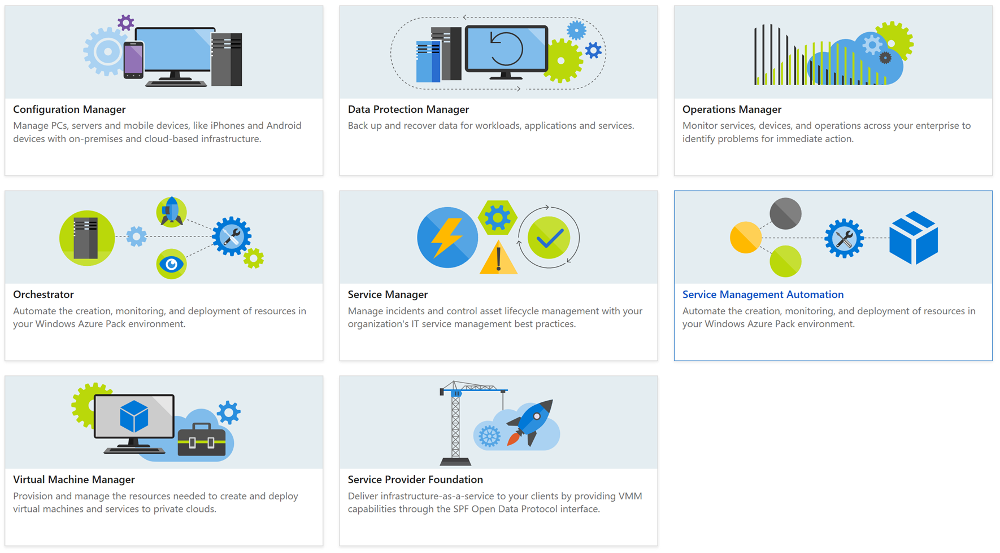 Configuration Manager
Manage PCs, servers and mobile devices, like iPhones and Android
devices with on-premises and cloud-based infrastructure.
Data Protection Manager
Back up and recover data for workloads, applications and services.
Operations Manager
Monitor services, devices, and operations across your enterprise to
identify problems for immediate action.
Orchestrator
Automate the creation, monitoring, and deployment of resources in
your Windows Azure Pack environment.
Service Manager
Manage incidents and control asset lifecycle management with your
organization's IT service management best practices.
Service Management Automation
Automate the creation, monitoring, and deployment of resources in
your Windows Azure Pack environment.
Virtual Machine Manager
Provision and manage the resources needed to create and deploy
virtual machines and services to private clouds.
Service Provider Foundation
Deliver infrastructure-as-a-service to your clients by providing VMM
capabilities through the SPF Open Data Protocol interface.